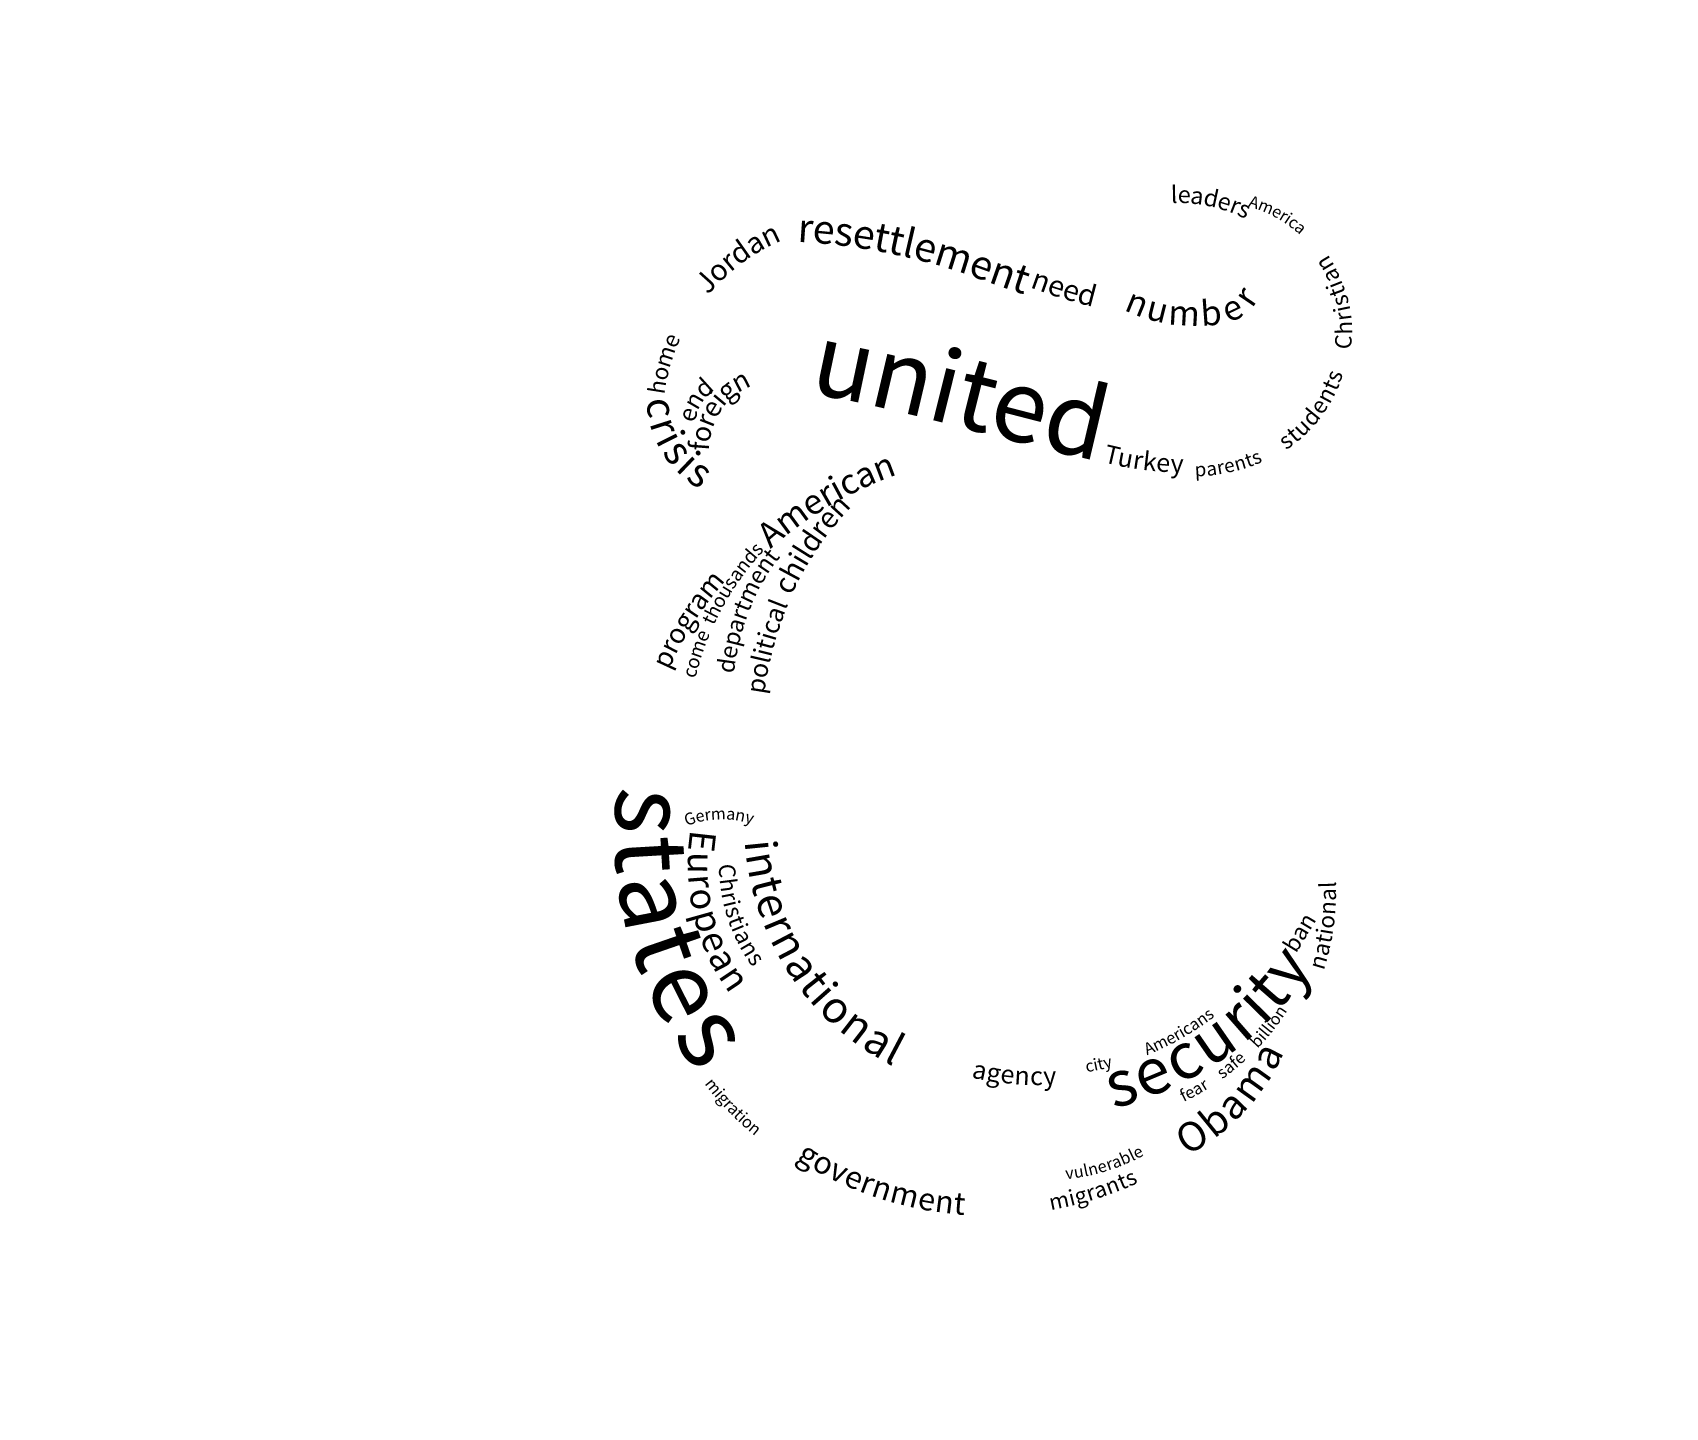 leaders
America
Jordan
resettlement
need
number
Christian
united
home
end
foreign
crisis
students
Turkey
parents
American
children
thousands
program
department
come
political
states
Germany
European
international
Christians
national
ban
security
Americans
billion
city
agency
safe
fear
Obama
migration
government
vulnerable
migrants